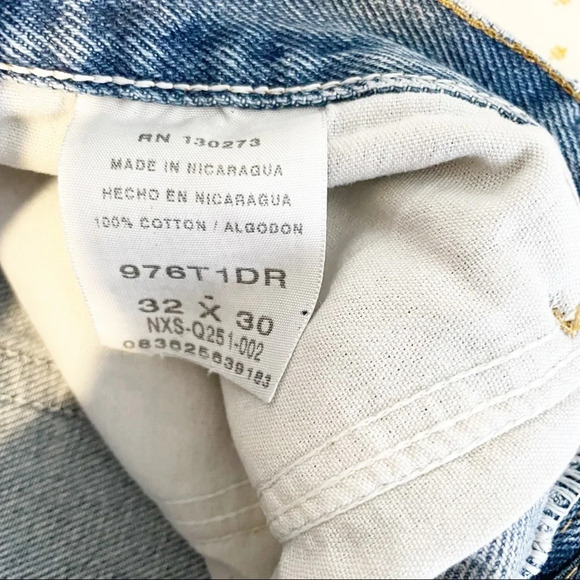 RN 130273
MADE IN NICARAGUA
HECHO EN NICARAGUA
100% COTTON / ALGODON
976T1DR
32 X 30
NXS-Q251-002
083625639183